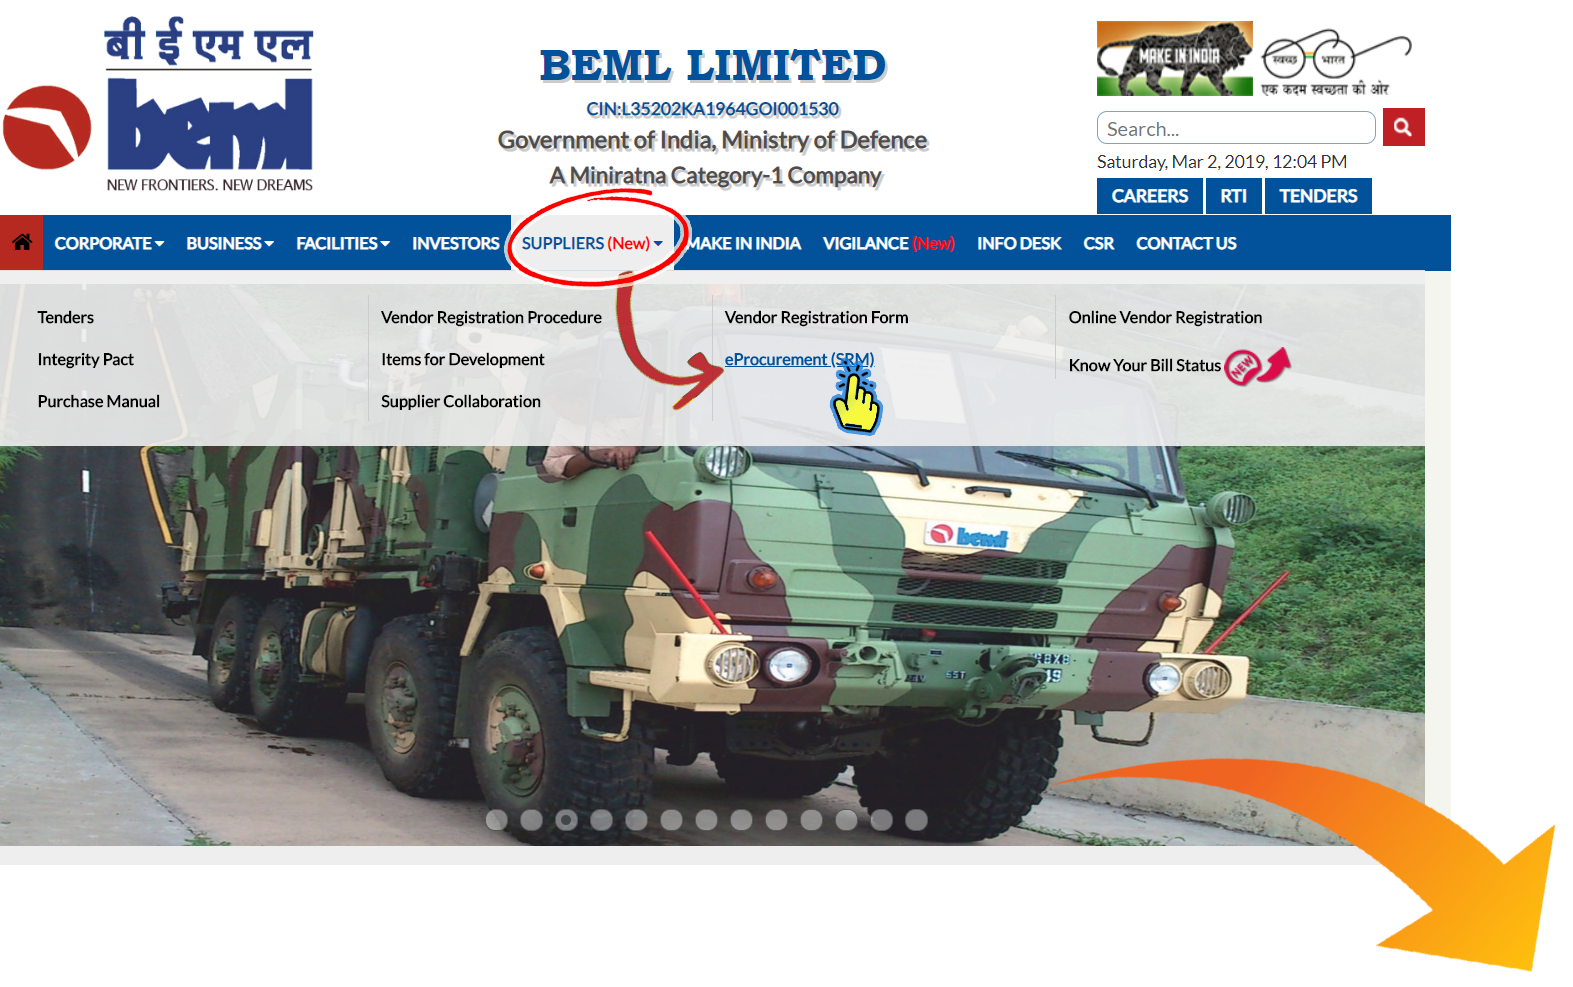 बी ई एम एल
beml
NEW FRONTIERS. NEW DREAMS
BEML LIMITED
CIN:L35202KA1964GOI001530
Government of India, Ministry of Defence
A Miniratna Category-1 Company
MAKE IN INDIA
स्वच्छ भारत
एक कदम स्वच्छता की ओर
Search...
Saturday, Mar 2, 2019, 12:04 PM
CAREERS RTI TENDERS
CORPORATE BUSINESS FACILITIES INVESTORS SUPPLIERS (New) MAKE IN INDIA VIGILANCE (New) INFO DESK CSR CONTACT US
Tenders Vendor Registration Procedure Vendor Registration Form Online Vendor Registration
Integrity Pact Items for Development eProcurement (SRM) Know Your Bill Status NEW
Purchase Manual Supplier Collaboration
beml